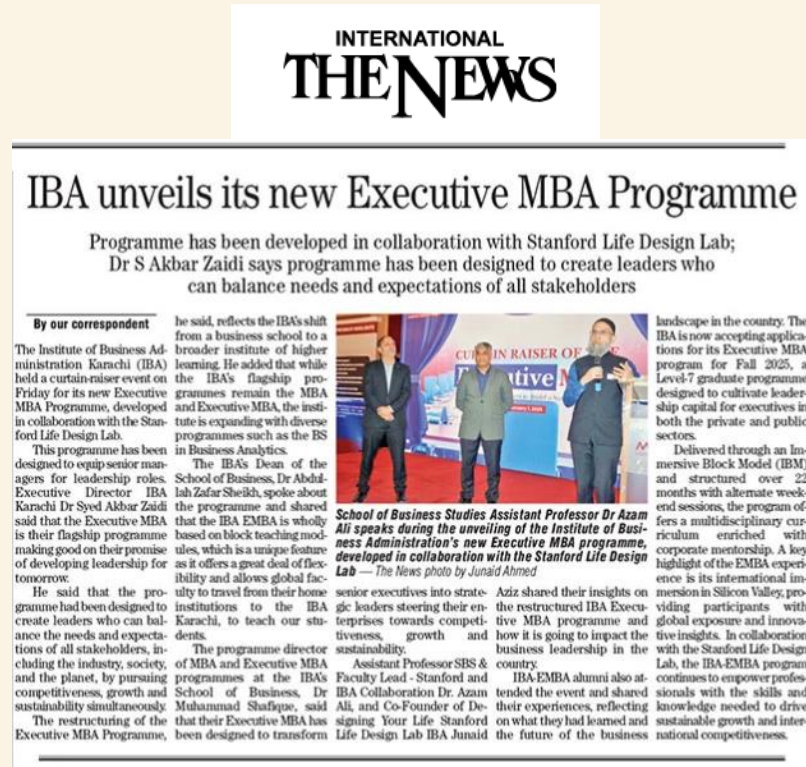 INTERNATIONAL
THE NEWS
IBA unveils its new Executive MBA Programme
Programme has been developed in collaboration with Stanford Life Design Lab;
Dr S Akbar Zaidi says programme has been designed to create leaders who
can balance needs and expectations of all stakeholders
By our correspondent
The Institute of Business Ad-
ministration Karachi (IBA)
held a curtain-raiser event on
Friday for its new Executive
MBA Programme, developed
in collaboration with the Stan-
ford Life Design Lab.
This programme has been
designed to equip senior man-
agers for leadership roles.
Executive Director IBA
Karachi Dr Syed Akbar Zaidi
said that the Executive MBA
is their flagship programme
making good on their promise
of developing leadership for
tomorrow.
He said that the pro-
gramme had been designed to
create leaders who can bal-
ance the needs and expecta-
tions of all stakeholders, in-
cluding the industry, society,
and the planet, by pursuing
competitiveness, growth and
sustainability simultaneously.
The restructuring of the
Executive MBA Programme,
he said, reflects the IBA's shift
from a business school to a
broader institute of higher
learning. He added that while
the IBA's flagship pro-
grammes remain the MBA
and Executive MBA, the insti-
tute is expanding with diverse
programmes such as the BS
in Business Analytics.
The IBA's Dean of the
School of Business, Dr Abdul-
lah Zafar Sheikh, spoke about
the programme and shared
that the IBA EMBA is wholly
based on block teaching mod-
ules, which is a unique feature
as it offers a great deal of flex-
ibility and allows global fac-
ulty to travel from their home
institutions to the IBA
Karachi, to teach our stu-
dents.
The programme director
of MBA and Executive MBA
programmes at the IBA's
School of Business, Dr
Muhammad Shafique, said
that their Executive MBA has
been designed to transform
CURTAIN RAISER OF
Executive M
School of Business Studies Assistant Professor Dr Azam
Ali speaks during the unveiling of the Institute of Busi-
ness Administration's new Executive MBA programme,
developed in collaboration with the Stanford Life Design
Lab — The News photo by Junaid Ahmed
senior executives into strate-
gic leaders steering their en-
terprises towards competi-
tiveness, growth and
sustainability.
Assistant Professor SBS &
Faculty Lead - Stanford and
IBA Collaboration Dr. Azam
Ali, and Co-Founder of De-
signing Your Life Stanford
Life Design Lab IBA Junaid
Aziz shared their insights on
the restructured IBA Execu-
tive MBA programme and
how it is going to impact the
business leadership in the
country.
IBA-EMBA alumni also at-
tended the event and shared
their experiences, reflecting
on what they had learned and
the future of the business
landscape in the country. The
IBA is now accepting applica-
tions for its Executive MBA
program for Fall 2025, a
Level-7 graduate programme
designed to cultivate leader-
ship capital for executives in
both the private and public
sectors.
Delivered through an Im-
mersive Block Model (IBM)
and structured over 22
months with alternate week-
end sessions, the program of-
fers a multidisciplinary cur-
riculum enriched with
corporate mentorship. A key
highlight of the EMBA experi-
ence is its international im-
mersion in Silicon Valley, pro-
viding participants with
global exposure and innova-
tive insights. In collaboration
with the Stanford Life Design
Lab, the IBA-EMBA program
continues to empower profes-
sionals with the skills and
knowledge needed to drive
sustainable growth and inter-
national competitiveness.